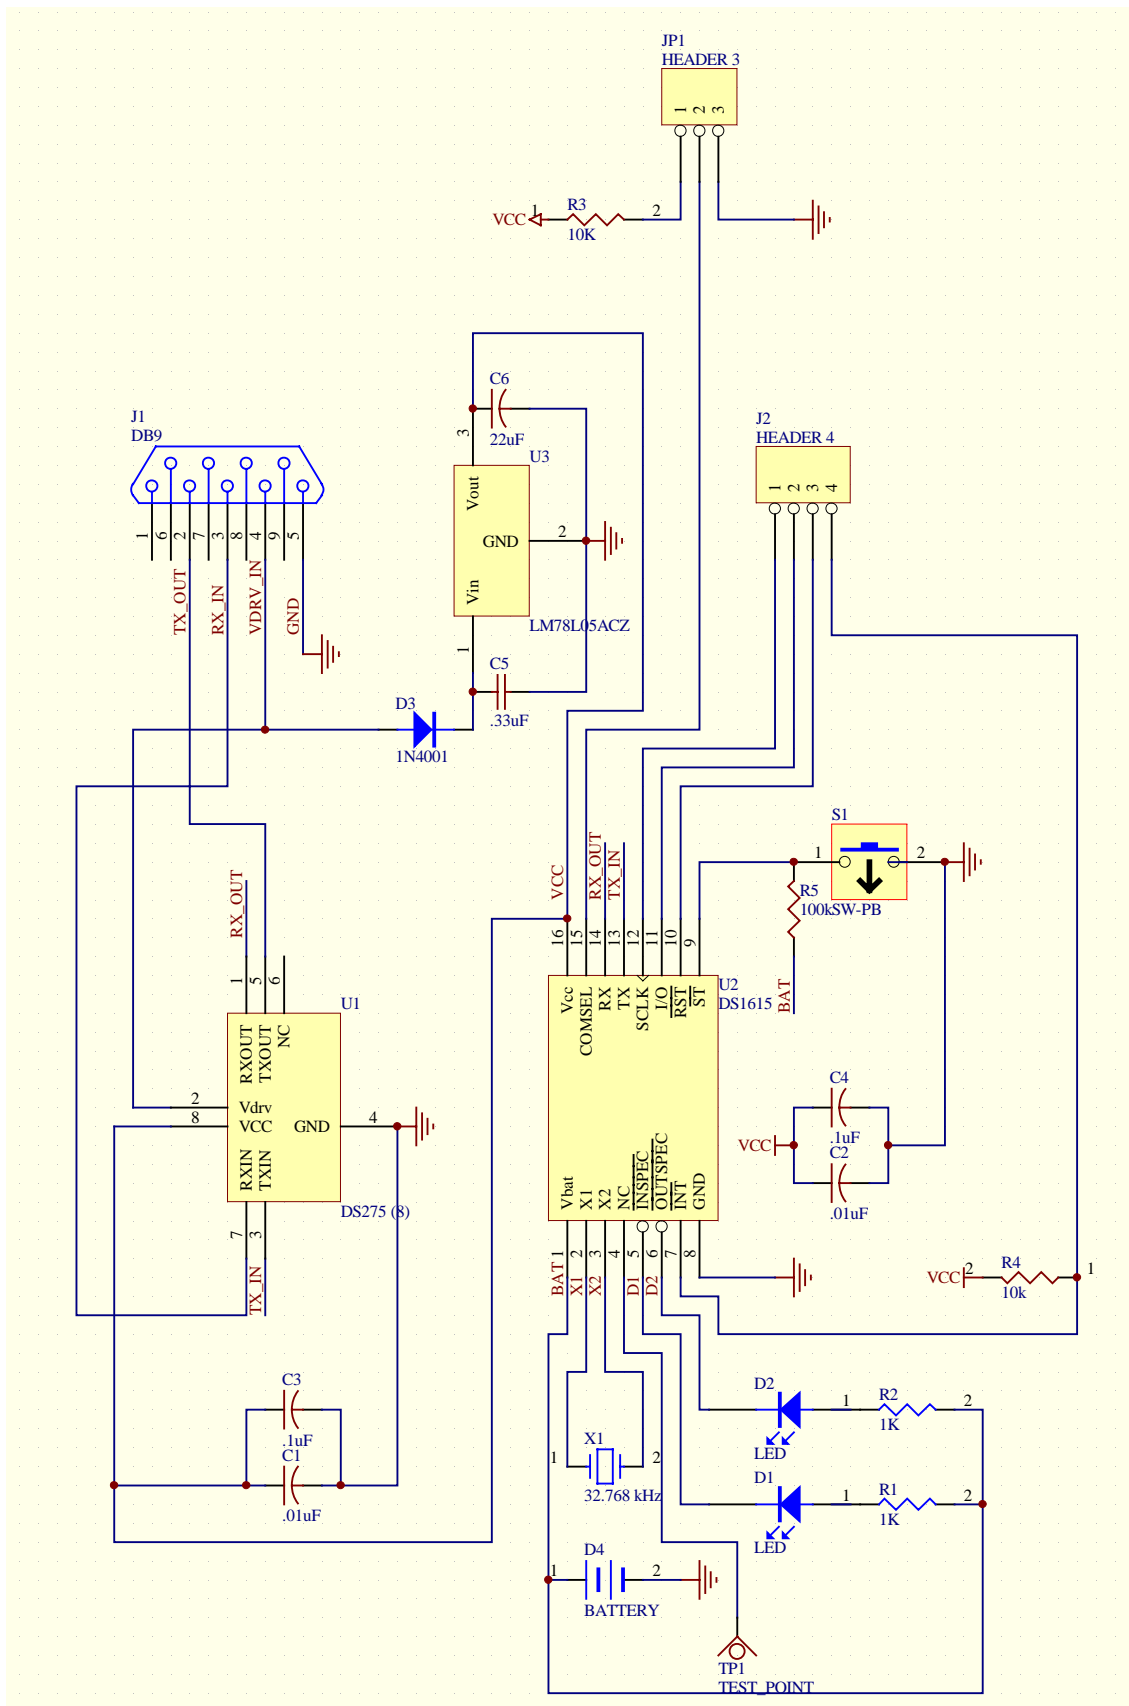 JP1
HEADER 3
1
2
3
VCC
1
R3
2
10K
C6
22uF
3
U3
Vout
GND
2
Vin
1
LM78L05ACZ
C5
.33uF
J1
DB9
1
6
2
7
3
8
4
9
5
TX_OUT
RX_IN
VDRV_IN
GND
D3
1N4001
J2
HEADER 4
1
2
3
4
S1
1
2
R5
100k
SW-PB
BAT
VCC
RX_OUT
TX_IN
16
15
14
13
12
11
10
9
U2
DS1615
Vcc
COMSEL
RX
TX
SCLK
I/O
RST
ST
Vbat
X1
X2
NC
INSPEC
OUTSPEC
INT
GND
1
2
3
4
5
6
7
8
BAT
X1
X2
D1
D2
RX_OUT
1
5
6
U1
RXOUT
TXOUT
NC
2
Vdrv
8
VCC
GND
4
RXIN
TXIN
DS275 (8)
7
3
TX_IN
C4
.1uF
VCC
C2
.01uF
VCC
2
R4
1
10k
C3
.1uF
C1
.01uF
X1
1
2
32.768 kHz
D2
LED
1
R2
2
1K
D1
LED
1
R1
2
1K
D4
1
2
BATTERY
TP1
TEST_POINT